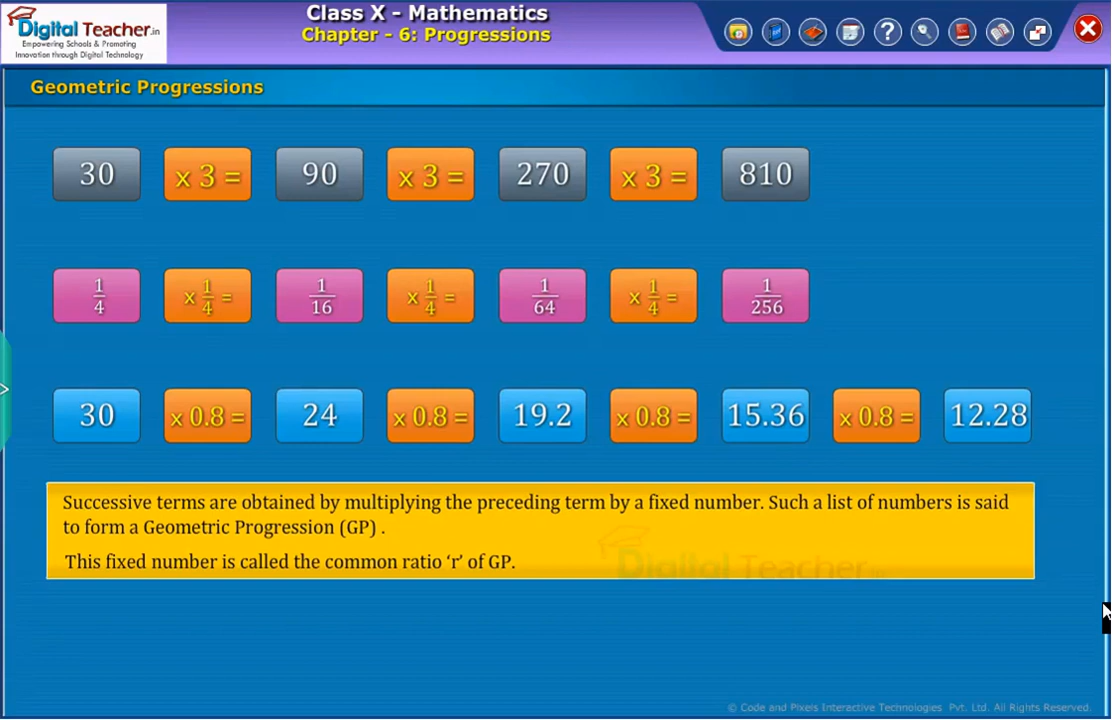 Digital Teacher.in
Empowering Schools & Promoting
Innovation through Digital Technology
Class X - Mathematics
Chapter - 6: Progressions
?
Geometric Progressions
30 x 3 = 90 x 3 = 270 x 3 = 810
1/4 x 1/4 = 1/16 x 1/4 = 1/64 x 1/4 = 1/256
30 x 0.8 = 24 x 0.8 = 19.2 x 0.8 = 15.36 x 0.8 = 12.28
Successive terms are obtained by multiplying the preceding term by a fixed number. Such a list of numbers is said
to form a Geometric Progression (GP) .
This fixed number is called the common ratio ‘r’ of GP.
Digital Teacher.in
© Code and Pixels Interactive Technologies Pvt. Ltd. All Rights Reserved.